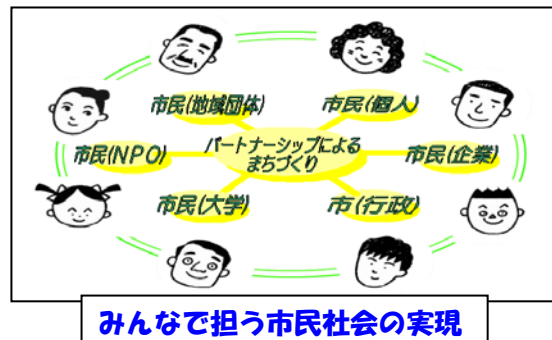 市民(地域団体)
市民(個人)
市民(NPO)
パートナーシップによる
まちづくり
市民(企業)
市民(大学)
市(行政)
みんなで担う市民社会の実現